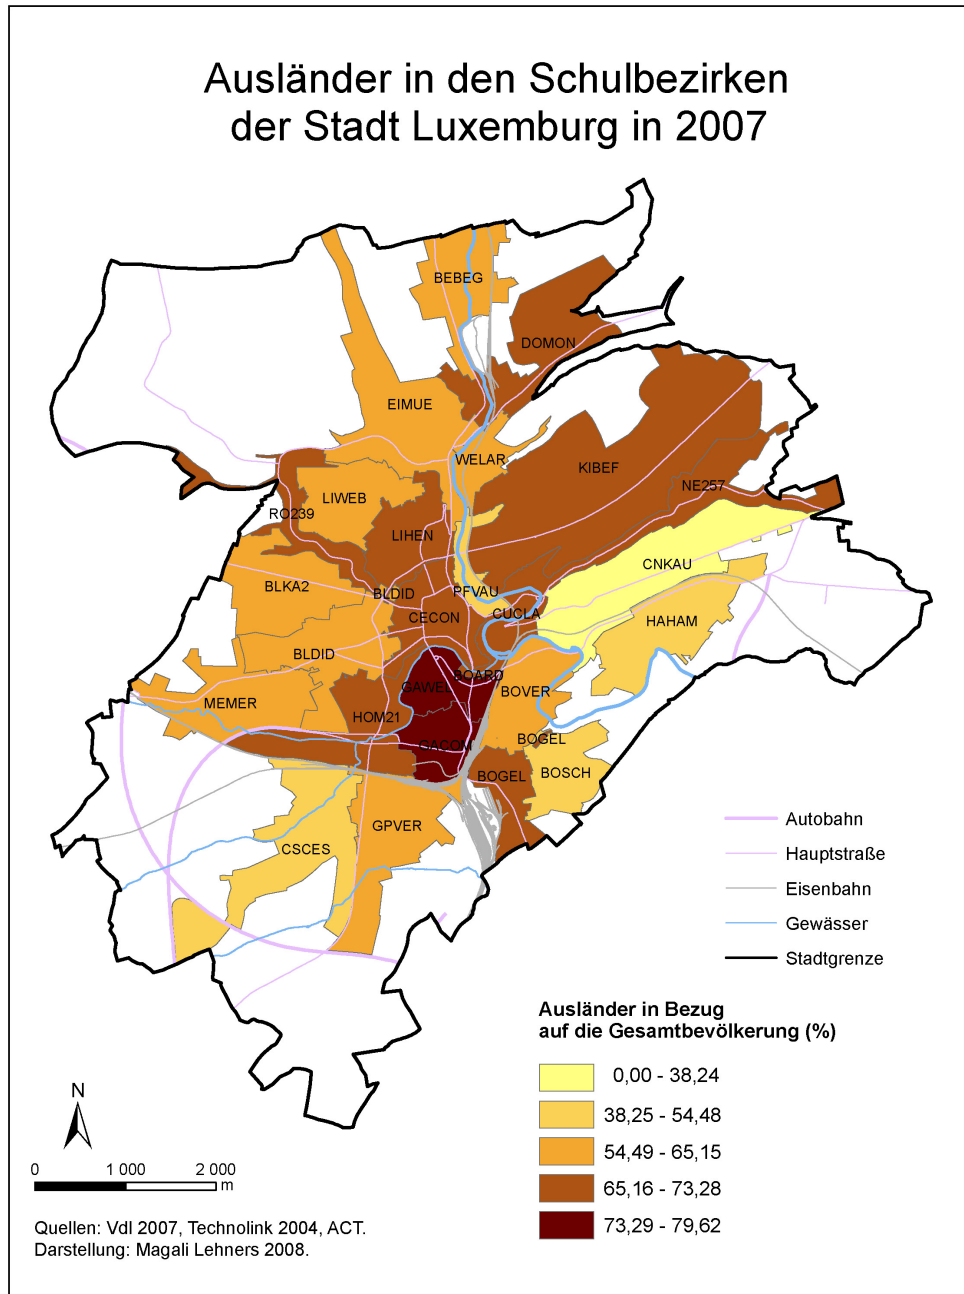 Ausländer in den Schulbezirken
der Stadt Luxemburg in 2007
BEBEG
DOMON
EIMUE
WELAR
KIBEF
NE257
LIWEB
RO239
LIHEN
CNKAU
BLKA2
BLDID
PFVAU
CECON
CUCLA
HAHAM
BLDID
GAWEL
BOARD
BOVER
MEMER
HOM21
GACOM
BOGEL
BOGEL
BOSCH
GPVER
CSCES
Autobahn
Hauptstraße
Eisenbahn
Gewässer
Stadtgrenze
Ausländer in Bezug
auf die Gesamtbevölkerung (%)
0,00 - 38,24
38,25 - 54,48
54,49 - 65,15
65,16 - 73,28
73,29 - 79,62
N
0 1 000 2 000
m
Quellen: Vdl 2007, Technolink 2004, ACT.
Darstellung: Magali Lehners 2008.